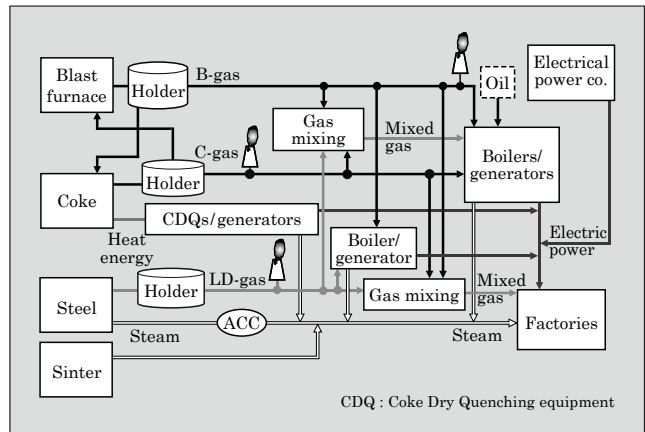 Blast
furnace
Holder
B-gas
Oil
Electrical
power co.
Gas
mixing
Mixed
gas
C-gas
Holder
Boilers/
generators
Coke
CDQs/generators
Heat
energy
Boiler/
generator
Electric
power
LD-gas
Steel
Holder
Gas mixing
Mixed
gas
Factories
Steam
ACC
Steam
Sinter
CDQ : Coke Dry Quenching equipment